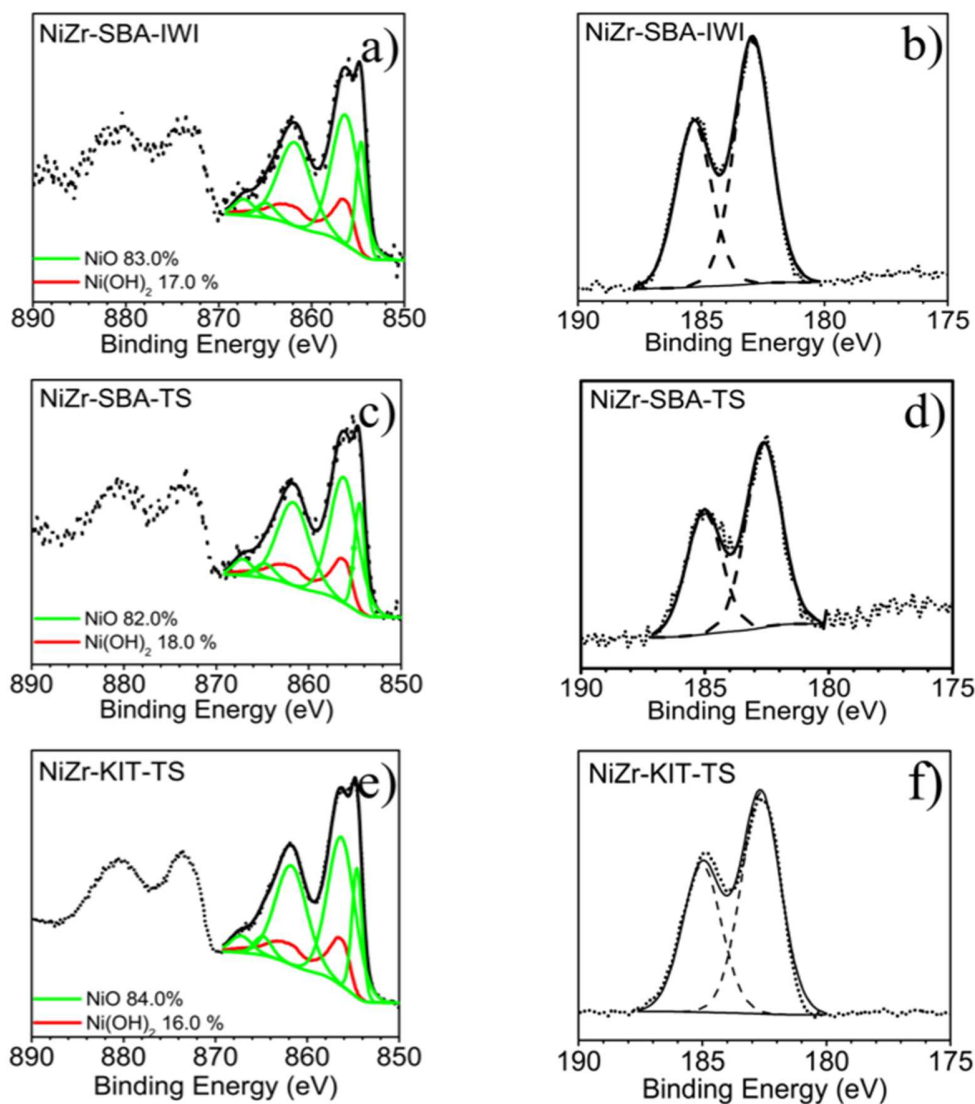 NiZr-SBA-IWI
a)
NiO 83.0%
Ni(OH)2 17.0 %
890 880 870 860 850
Binding Energy (eV)
NiZr-SBA-IWI
b)
190 185 180 175
Binding Energy (eV)
NiZr-SBA-TS
c)
NiO 82.0%
Ni(OH)2 18.0 %
890 880 870 860 850
Binding Energy (eV)
NiZr-SBA-TS
d)
190 185 180 175
Binding Energy (eV)
NiZr-KIT-TS
e)
NiO 84.0%
Ni(OH)2 16.0 %
890 880 870 860 850
Binding Energy (eV)
NiZr-KIT-TS
f)
190 185 180 175
Binding Energy (eV)